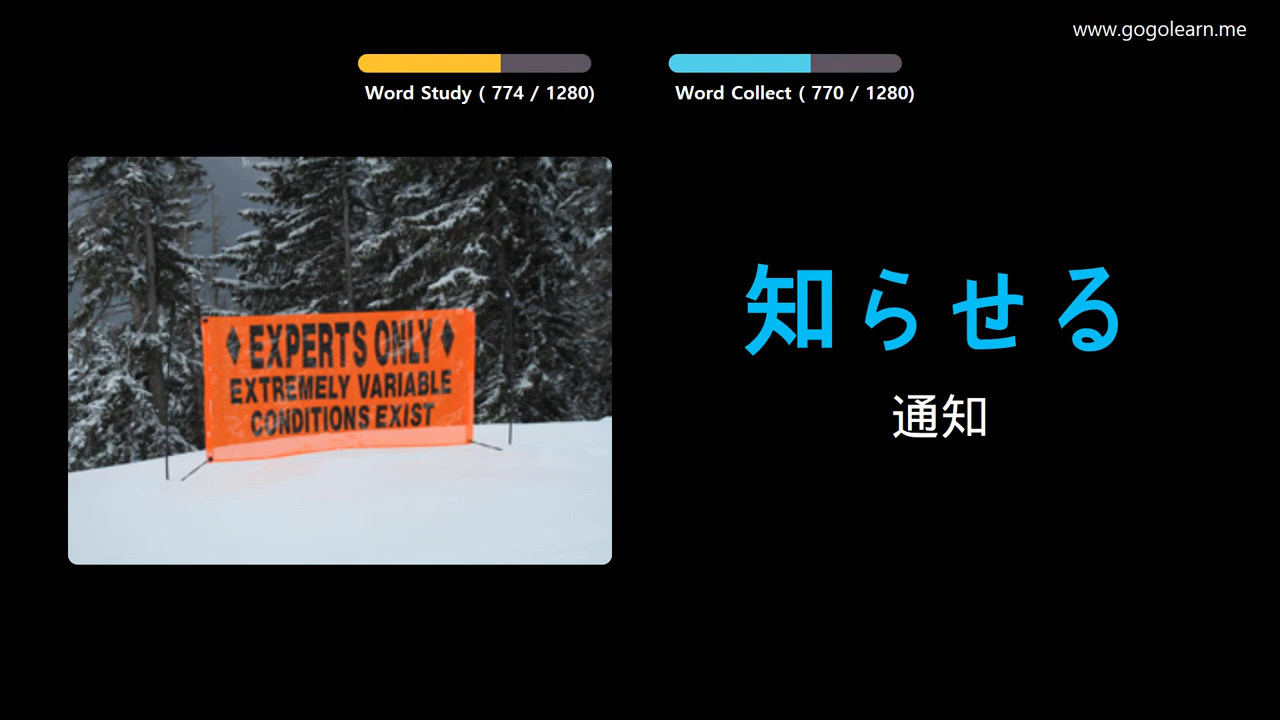 www.gogolearn.me
Word Study ( 774 / 1280)
Word Collect ( 770 / 1280)
EXPERTS ONLY
EXTREMELY VARIABLE
CONDITIONS EXIST
知らせる
通知